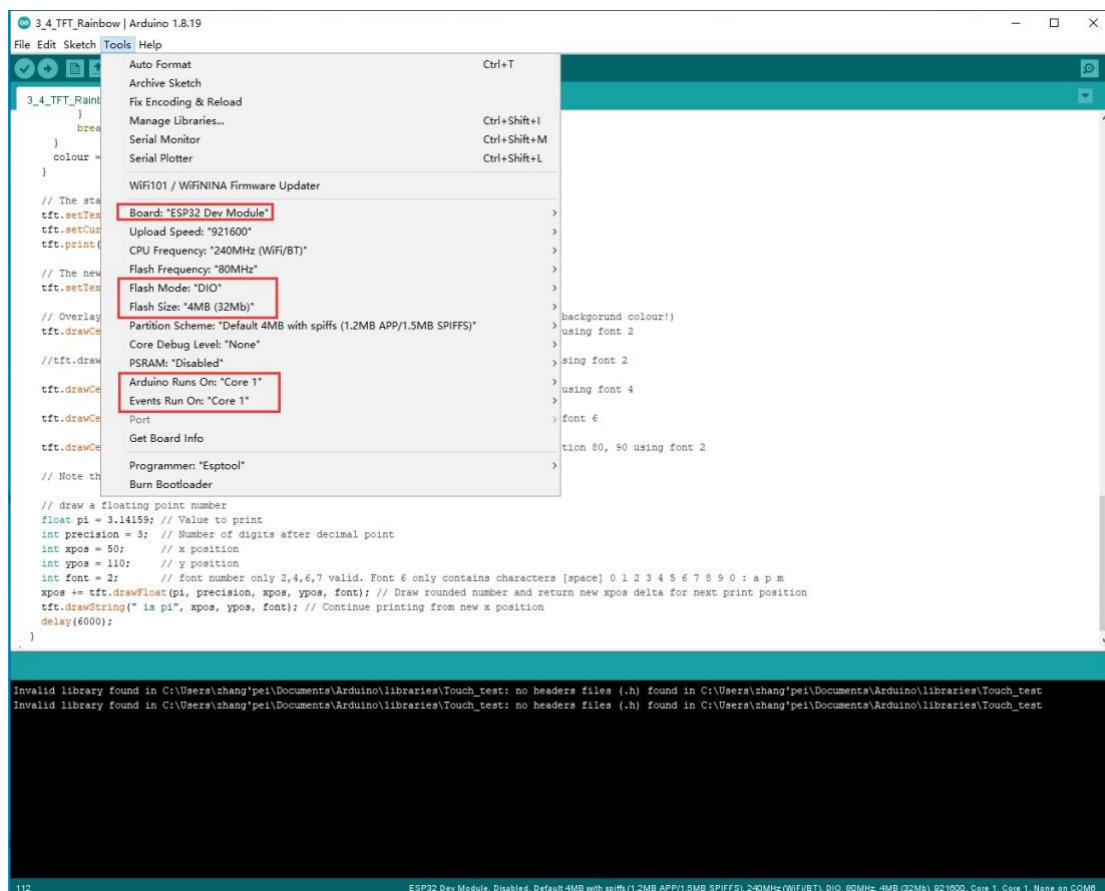 3_4_TFT_Rainbow | Arduino 1.8.19
File Edit Sketch Tools Help
3_4_TFT_Rainb
Auto Format Ctrl+T
Archive Sketch
Fix Encoding & Reload
Manage Libraries... Ctrl+Shift+I
Serial Monitor Ctrl+Shift+M
Serial Plotter Ctrl+Shift+L
WiFi101 / WiFiNINA Firmware Updater
Board: "ESP32 Dev Module"
Upload Speed: "921600"
CPU Frequency: "240MHz (WiFi/BT)"
Flash Frequency: "80MHz"
Flash Mode: "DIO"
Flash Size: "4MB (32Mb)"
Partition Scheme: "Default 4MB with spiffs (1.2MB APP/1.5MB SPIFFS)"
Core Debug Level: "None"
PSRAM: "Disabled"
Arduino Runs On: "Core 1"
Events Run On: "Core 1"
Port
Get Board Info
Programmer: "Esptool"
Burn Bootloader
}
brea
}
colour =
}
// The sta
tft.setTex
tft.setCur
tft.print(
// The new
tft.setTex
// Overlay backgorund colour!)
tft.drawCe using font 2
//tft.draw sing font 2
tft.drawCe using font 4
tft.drawCe font 6
tft.drawCe tion 80, 90 using font 2
// Note th
// draw a floating point number
float pi = 3.14159; // Value to print
int precision = 3; // Number of digits after decimal point
int xpos = 50; // x position
int ypos = 110; // y position
int font = 2; // font number only 2,4,6,7 valid. Font 6 only contains characters [space] 0 1 2 3 4 5 6 7 8 9 0 : a p m
xpos += tft.drawFloat(pi, precision, xpos, ypos, font); // Draw rounded number and return new xpos delta for next print position
tft.drawString(" is pi", xpos, ypos, font); // Continue printing from new x position
delay(6000);
}
Invalid library found in C:\Users\zhang'pei\Documents\Arduino\libraries\Touch_test: no headers files (.h) found in C:\Users\zhang'pei\Documents\Arduino\libraries\Touch_test
Invalid library found in C:\Users\zhang'pei\Documents\Arduino\libraries\Touch_test: no headers files (.h) found in C:\Users\zhang'pei\Documents\Arduino\libraries\Touch_test
112 ESP32 Dev Module, Disabled, Default 4MB with spiffs (1.2MB APP/1.5MB SPIFFS), 240MHz (WiFi/BT), DIO, 80MHz, 4MB (32Mb), 921600, Core 1, Core 1, None on COM6